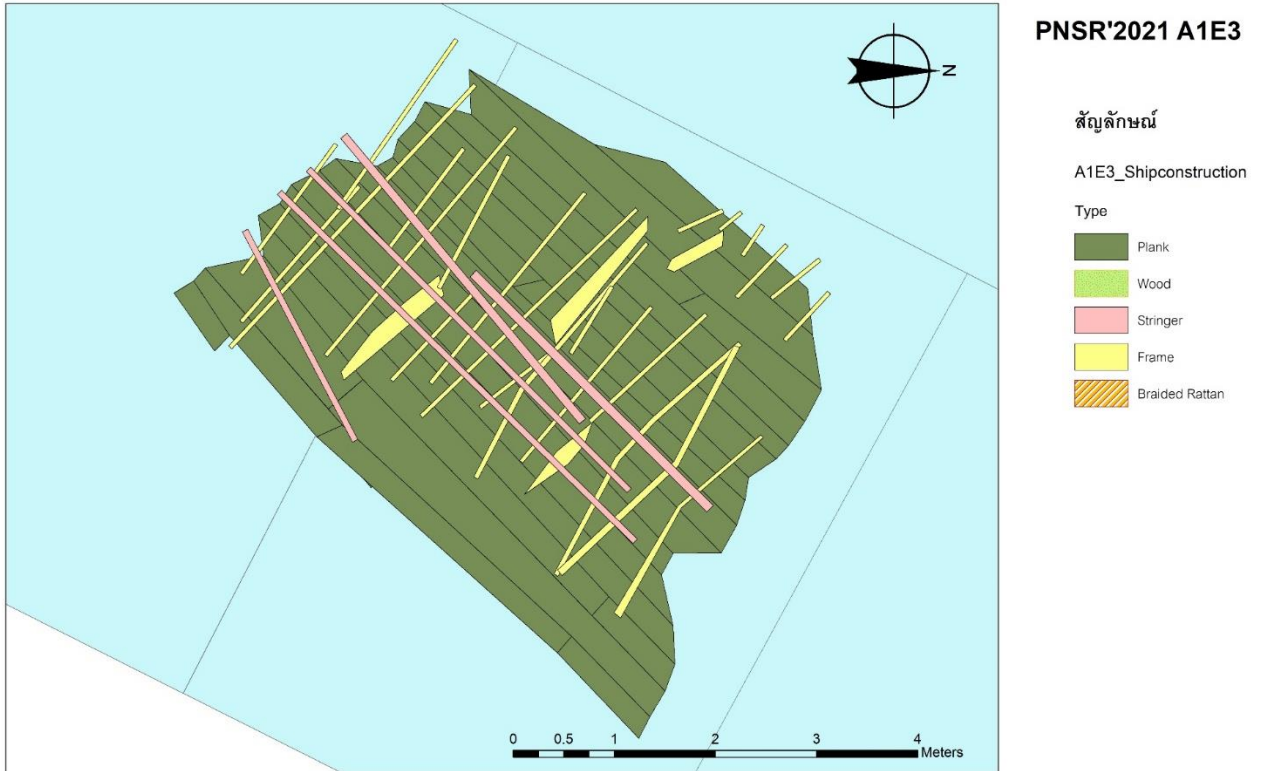 PNSR'2021 A1E3
N
สัญลักษณ์
A1E3_Shipconstruction
Type
Plank
Wood
Stringer
Frame
Braided Rattan
0 0.5 1 2 3 4
Meters